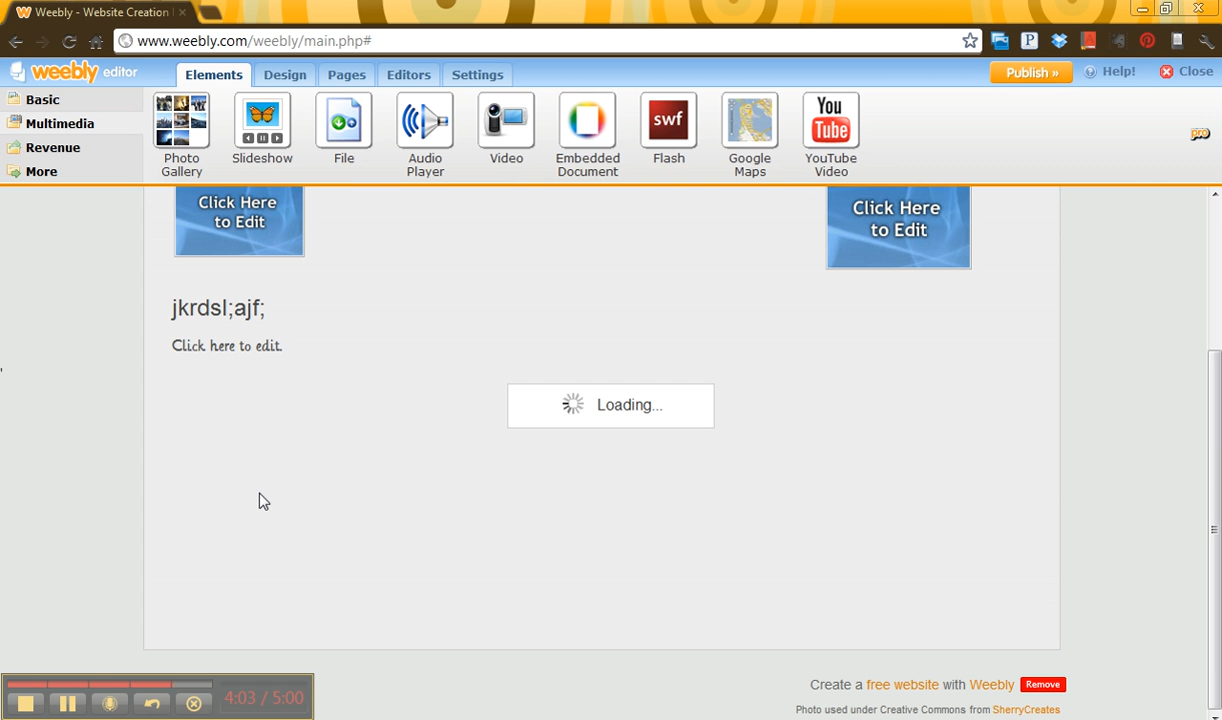 Weebly - Website Creation
www.weebly.com/weebly/main.php#
weebly editor
Elements
Design
Pages
Editors
Settings
Publish »
Help!
Close
Basic
Multimedia
Revenue
More
Photo
Gallery
Slideshow
File
Audio
Player
Video
Embedded
Document
swf
Flash
Google
Maps
You
Tube
YouTube
Video
pro
Click Here
to Edit
Click Here
to Edit
jkrdsl;ajf;
Click here to edit.
Loading...
4:03 / 5:00
Create a free website with Weebly Remove
Photo used under Creative Commons from SherryCreates